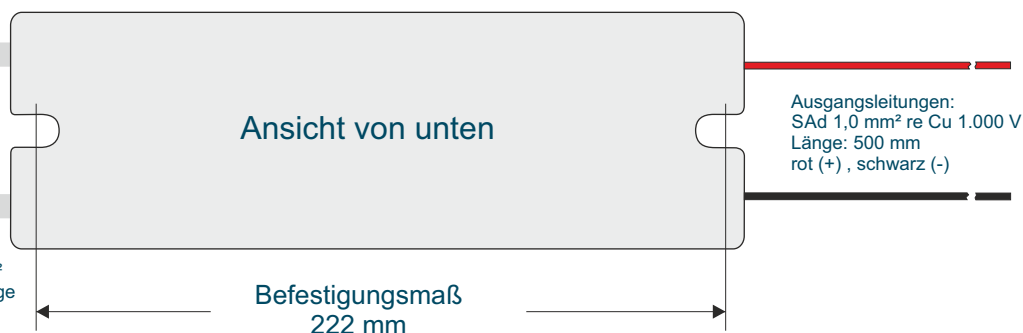 Ansicht von unten
Ausgangsleitungen:
SAd 1,0 mm² re Cu 1.000 V
Länge: 500 mm
rot (+) , schwarz (-)
Befestigungsmaß
222 mm